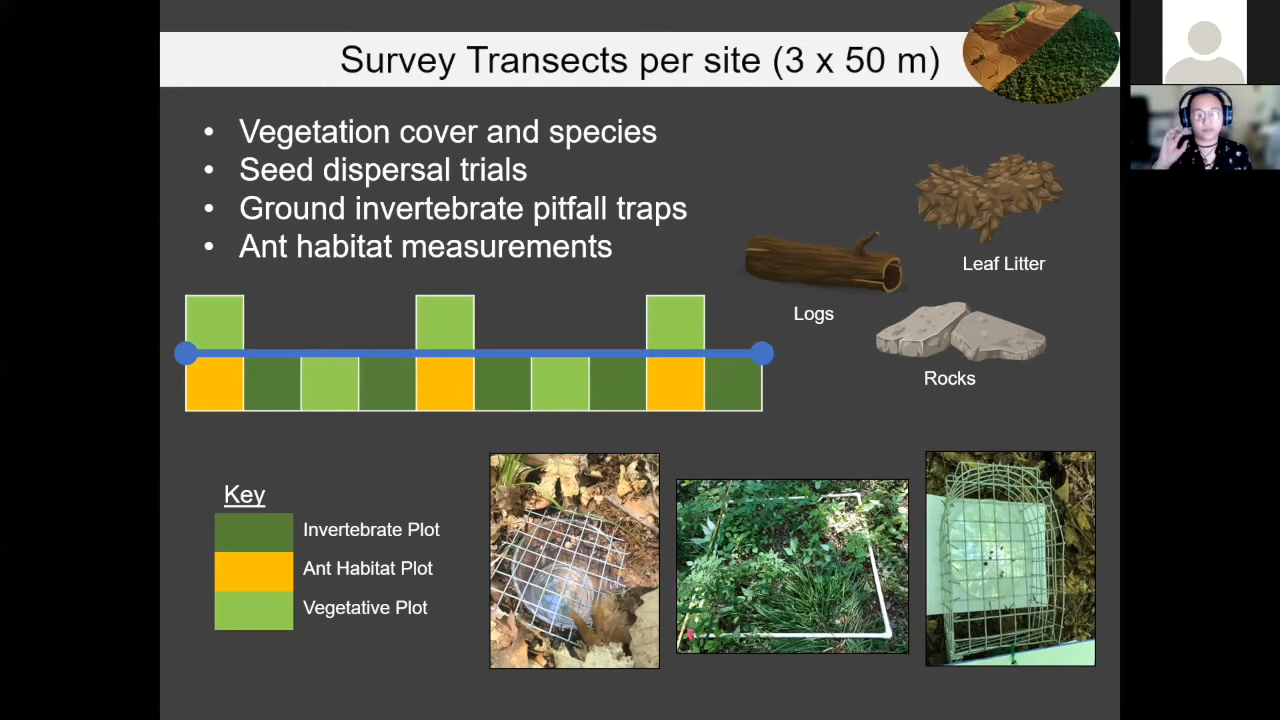 Survey Transects per site (3 x 50 m)
• Vegetation cover and species
• Seed dispersal trials
• Ground invertebrate pitfall traps
• Ant habitat measurements
Leaf Litter
Logs
Rocks
Key
Invertebrate Plot
Ant Habitat Plot
Vegetative Plot